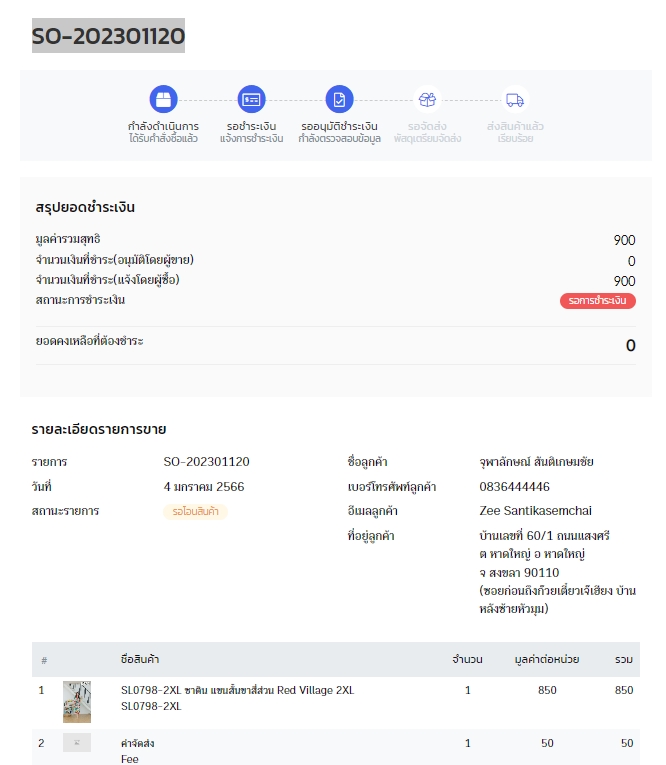 SO-202301120
กำลังดำเนินการ รอชำระเงิน รออนุมัติชำระเงิน รอจัดส่ง ส่งสินค้าแล้ว
ได้รับคำสั่งซื้อแล้ว แจ้งการชำระเงิน กำลังตรวจสอบข้อมูล พัสดุเตรียมจัดส่ง เรียบร้อย
สรุปยอดชำระเงิน
มูลค่ารวมสุทธิ 900
จำนวนเงินที่ชำระ(อนุมัติโดยผู้ขาย) 0
จำนวนเงินที่ชำระ(แจ้งโดยผู้ซื้อ) 900
สถานะการชำระเงิน รอการชำระเงิน
ยอดคงเหลือที่ต้องชำระ 0
รายละเอียดรายการขาย
รายการ SO-202301120 ชื่อลูกค้า จุฬาลักษณ์ สันติเกษมชัย
วันที่ 4 มกราคม 2566 เบอร์โทรศัพท์ลูกค้า 0836444446
สถานะรายการ รอโอนสินค้า อีเมลลูกค้า Zee Santikasemchai
ที่อยู่ลูกค้า บ้านเลขที่ 60/1 ถนนแสงศรี
ต หาดใหญ่ อ หาดใหญ่
จ สงขลา 90110
(ซอยก่อนถึงก๊วยเตี๋ยวเจ๊เฮียง บ้าน
หลังซ้ายหัวมุม)
# ชื่อสินค้า จำนวน มูลค่าต่อหน่วย รวม
1 SL0798-2XL ซาติน แขนสั้นขาสี่ส่วน Red Village 2XL 1 850 850
SL0798-2XL
2 ค่าจัดส่ง 1 50 50
Fee